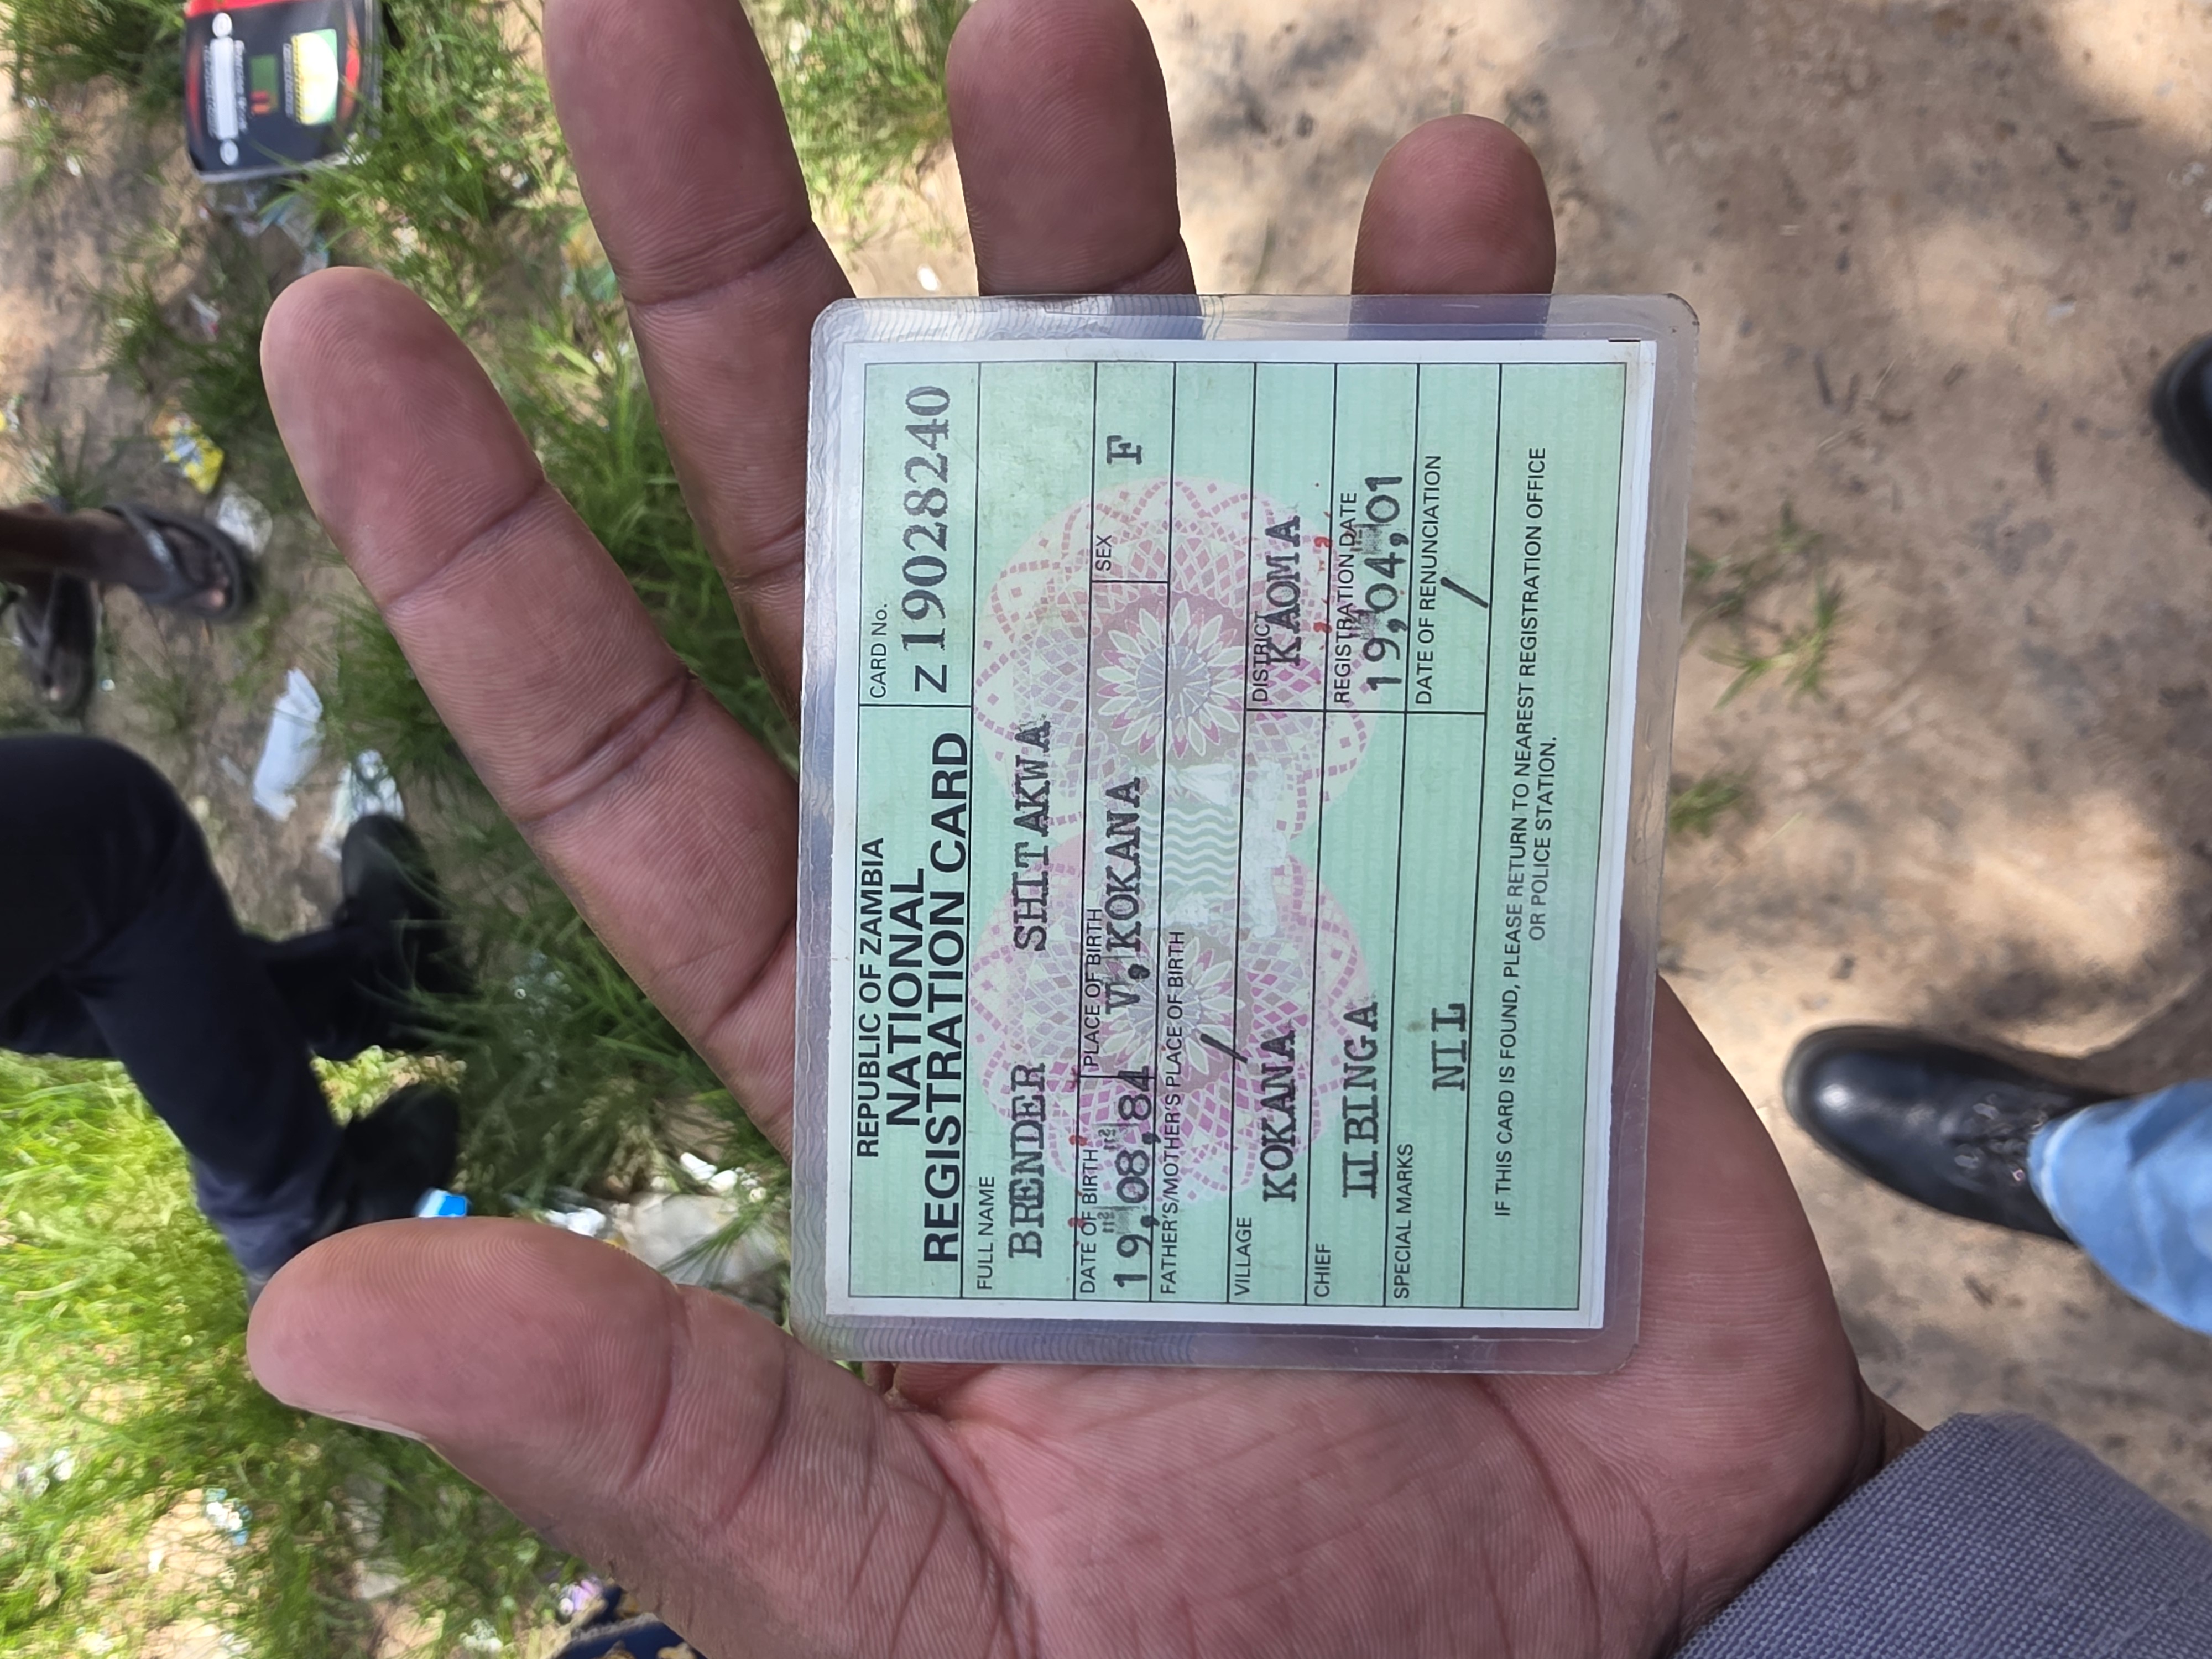 REPUBLIC OF ZAMBIA
NATIONAL
REGISTRATION CARD
CARD No.
Z 19028240
FULL NAME
BRENDER SHITAKWA
DATE OF BIRTH
19,08,84
PLACE OF BIRTH
V,KOKANA
SEX
F
FATHER'S/MOTHER'S PLACE OF BIRTH
/
VILLAGE
KOKANA
DISTRICT
KAOMA
CHIEF
LIBINGA
REGISTRATION DATE
19,04,01
SPECIAL MARKS
NIL
DATE OF RENUNCIATION
/
IF THIS CARD IS FOUND, PLEASE RETURN TO NEAREST REGISTRATION OFFICE
OR POLICE STATION.